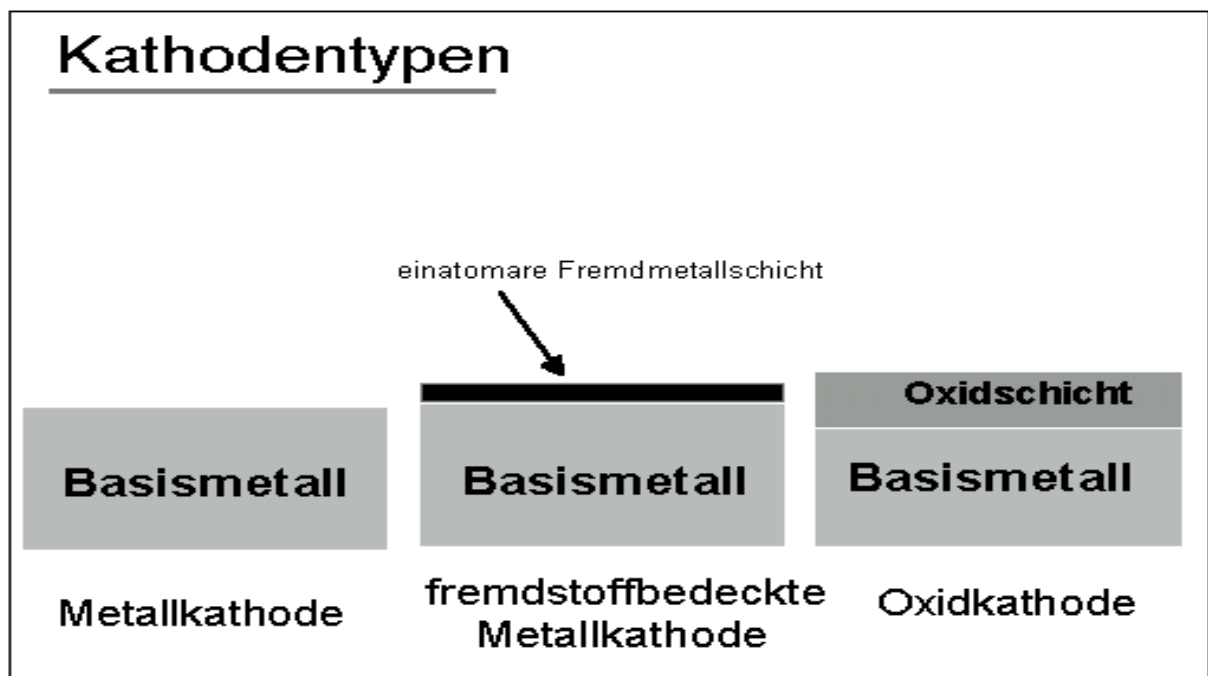 Kathodentypen
einatomare Fremdmetallschicht
Basismetall
Metallkathode
Basismetall
fremdstoffbedeckte
Metallkathode
Oxidschicht
Basismetall
Oxidkathode